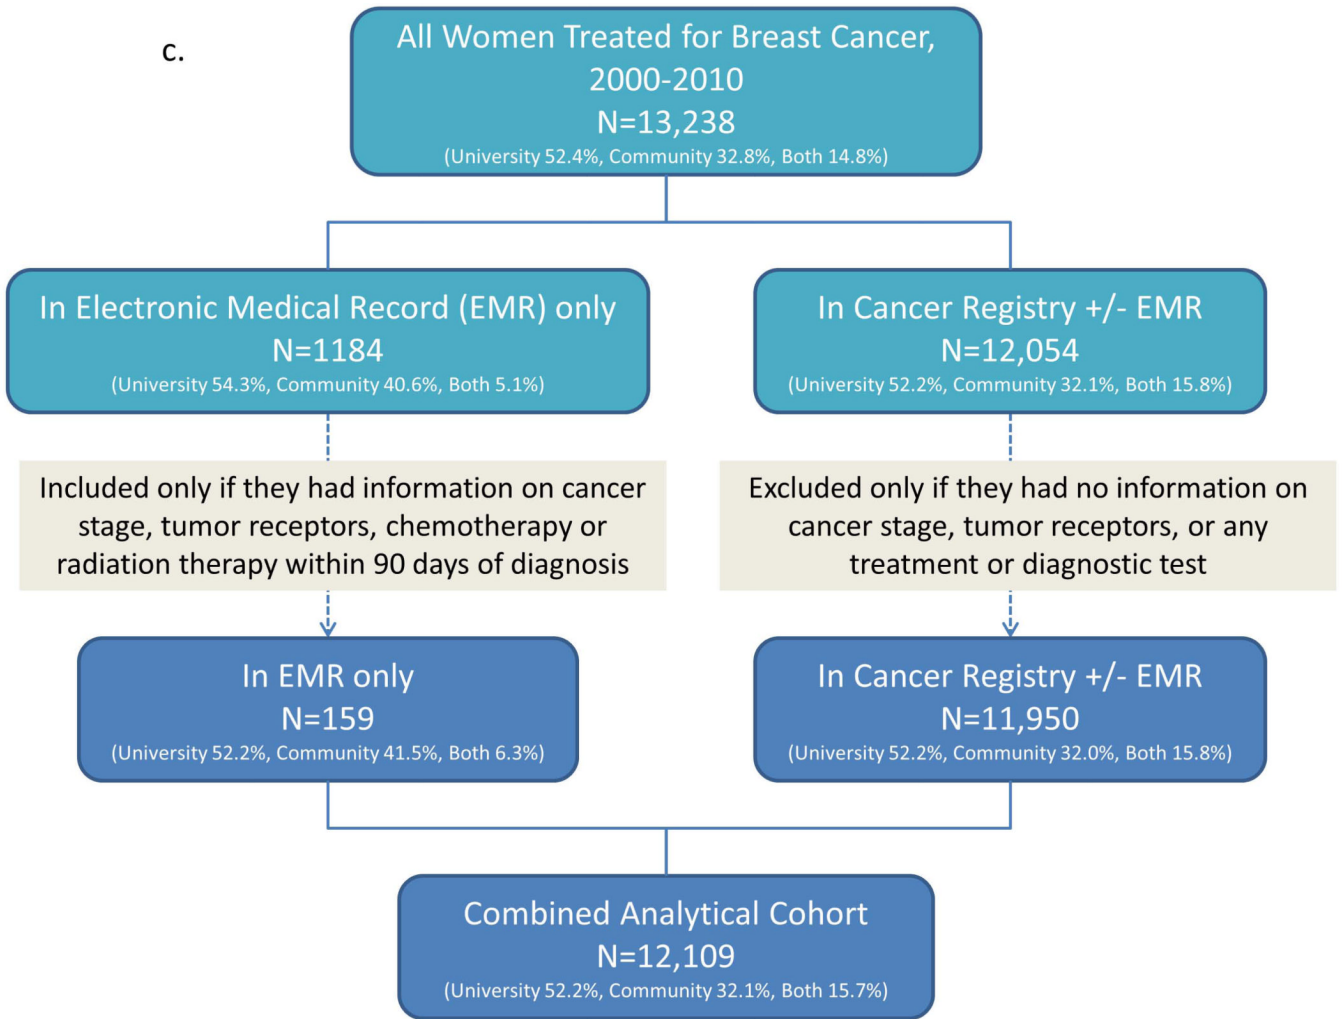 c.
All Women Treated for Breast Cancer,
2000-2010
N=13,238
(University 52.4%, Community 32.8%, Both 14.8%)
In Electronic Medical Record (EMR) only
N=1184
(University 54.3%, Community 40.6%, Both 5.1%)
In Cancer Registry +/- EMR
N=12,054
(University 52.2%, Community 32.1%, Both 15.8%)
Included only if they had information on cancer
stage, tumor receptors, chemotherapy or
radiation therapy within 90 days of diagnosis
Excluded only if they had no information on
cancer stage, tumor receptors, or any
treatment or diagnostic test
In EMR only
N=159
(University 52.2%, Community 41.5%, Both 6.3%)
In Cancer Registry +/- EMR
N=11,950
(University 52.2%, Community 32.0%, Both 15.8%)
Combined Analytical Cohort
N=12,109
(University 52.2%, Community 32.1%, Both 15.7%)